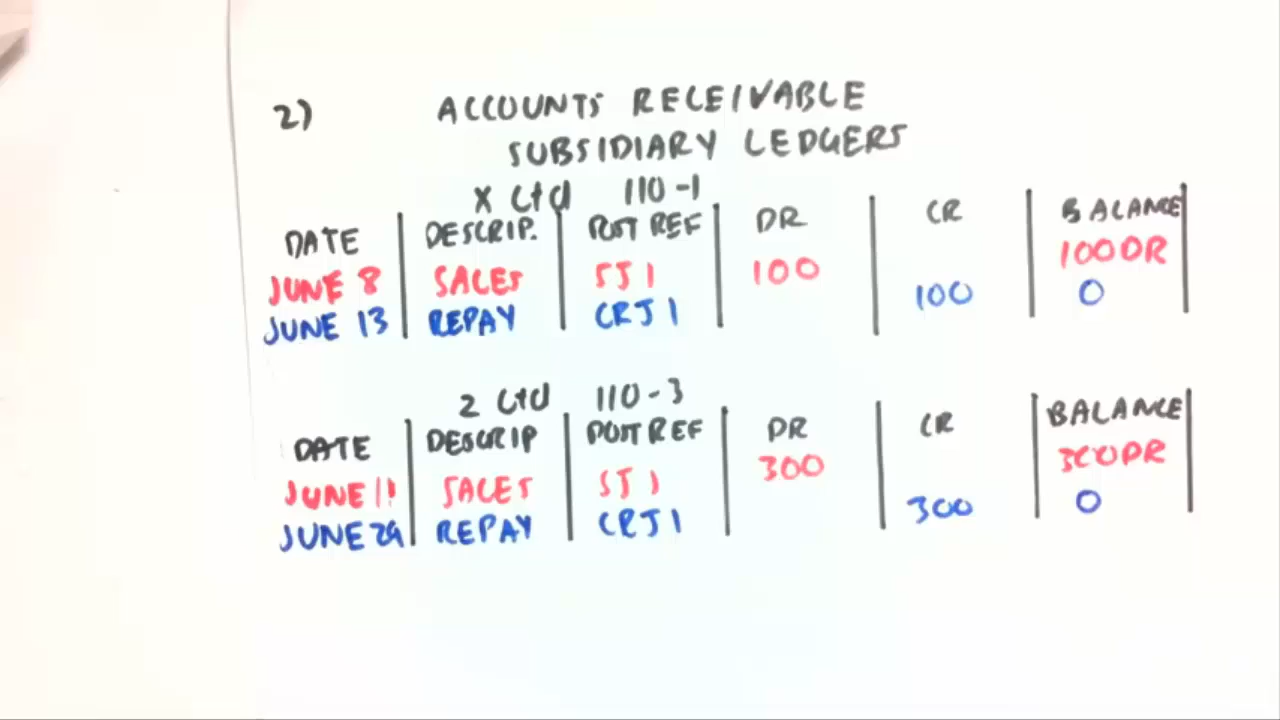 2) ACCOUNTS RECEIVABLE
SUBSIDIARY LEDGERS
X Ltd 110-1
DATE DESCRIP. POST REF DR CR BALANCE
JUNE 8 SALES SJ1 100 100DR
JUNE 13 REPAY CRJ1 100 0
Z Ltd 110-3
DATE DESCRIP POST REF DR CR BALANCE
JUNE 11 SALES SJ1 300 300DR
JUNE 29 REPAY CRJ1 300 0